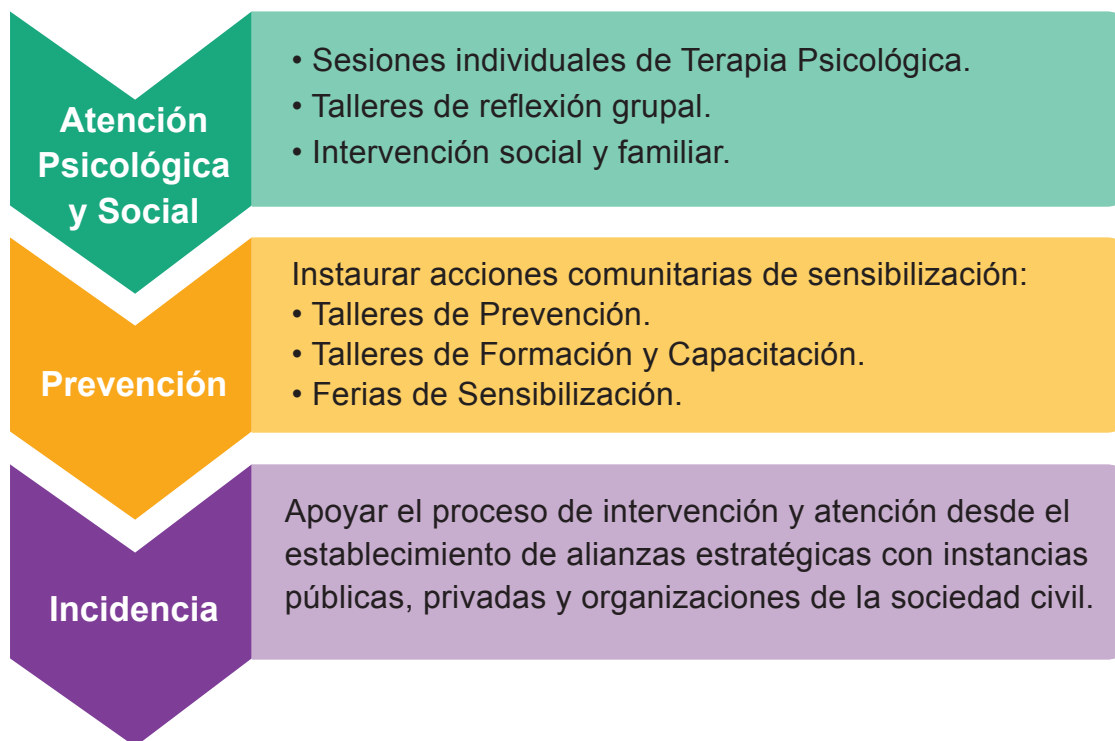 Atención
Psicológica
y Social
• Sesiones individuales de Terapia Psicológica.
• Talleres de reflexión grupal.
• Intervención social y familiar.
Prevención
Instaurar acciones comunitarias de sensibilización:
• Talleres de Prevención.
• Talleres de Formación y Capacitación.
• Ferias de Sensibilización.
Incidencia
Apoyar el proceso de intervención y atención desde el
establecimiento de alianzas estratégicas con instancias
públicas, privadas y organizaciones de la sociedad civil.